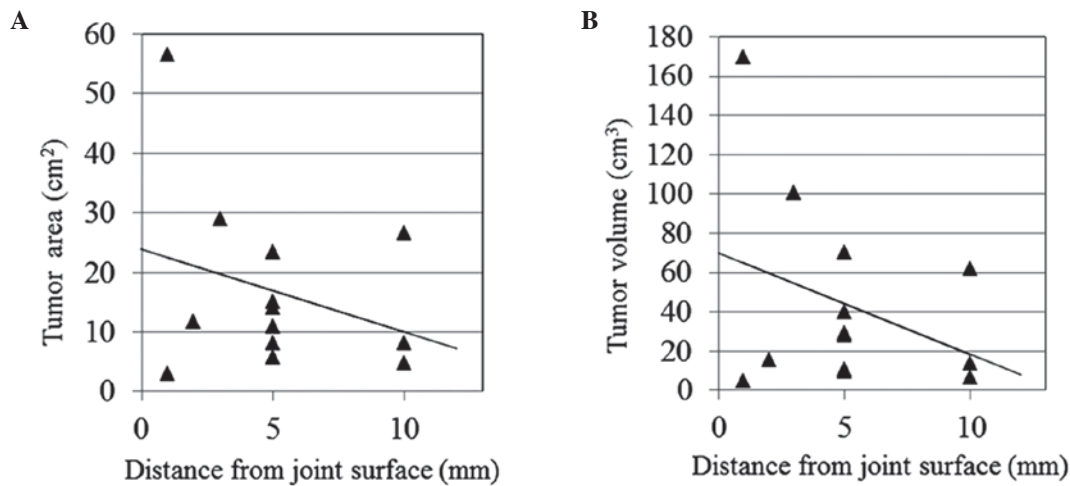 A
60
50
40
30
20
10
0
0 5 10
Tumor area (cm²)
Distance from joint surface (mm)
B
180
160
140
120
100
80
60
40
20
0
0 5 10
Tumor volume (cm³)
Distance from joint surface (mm)